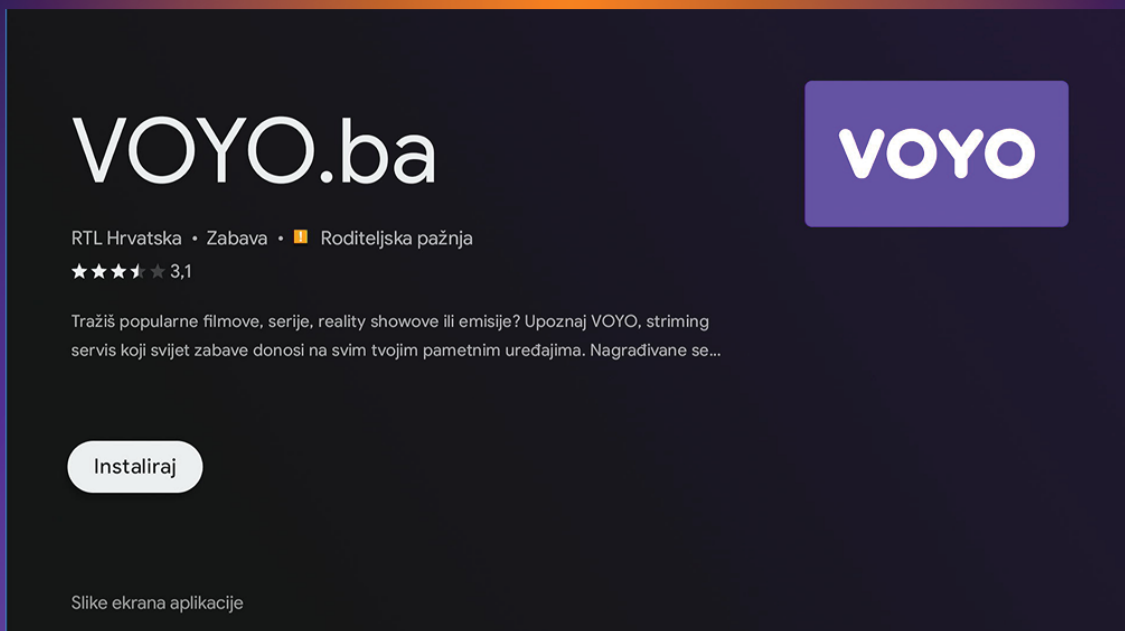 VOYO.ba
VOYO
RTL Hrvatska • Zabava • ! Roditeljska pažnja
3,1
Tražiš popularne filmove, serije, reality showove ili emisije? Upoznaj VOYO, striming
servis koji svijet zabave donosi na svim tvojim pametnim uređajima. Nagrađivane se...
Instaliraj
Slike ekrana aplikacije